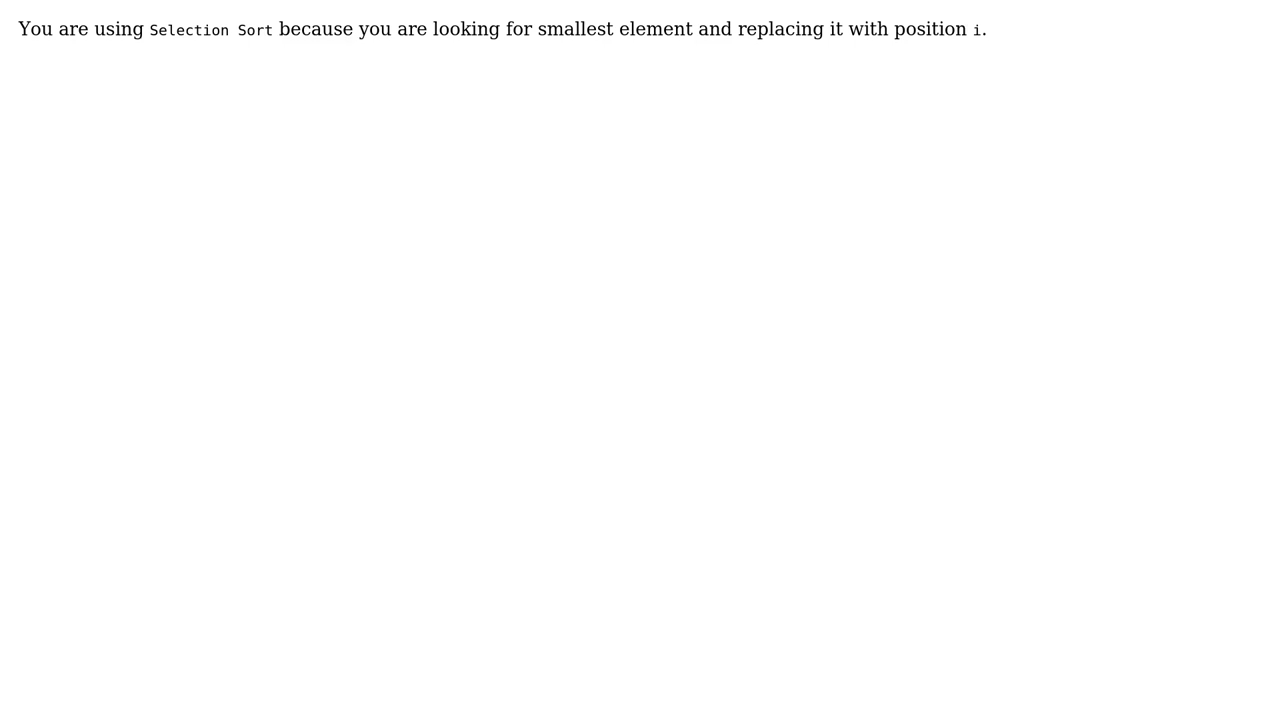 You are using Selection Sort because you are looking for smallest element and replacing it with position i.